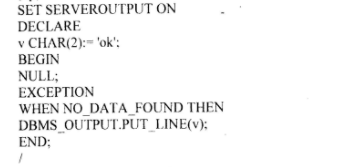 SET SERVEROUTPUT ON
DECLARE
v CHAR(2):= 'ok';
BEGIN
NULL;
EXCEPTION
WHEN NO_DATA_FOUND THEN
DBMS_OUTPUT.PUT_LINE(v);
END;
/